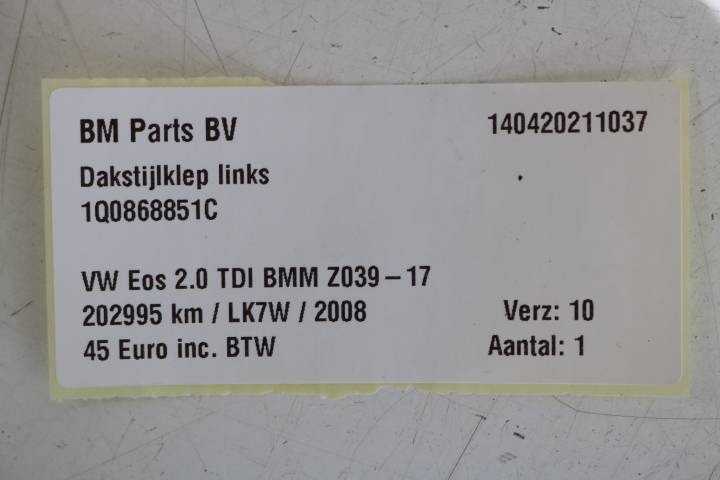 BM Parts BV 140420211037
Dakstijlklep links
1Q0868851C
VW Eos 2.0 TDI BMM Z039-17
202995 km / LK7W / 2008 Verz: 10
45 Euro inc. BTW Aantal: 1